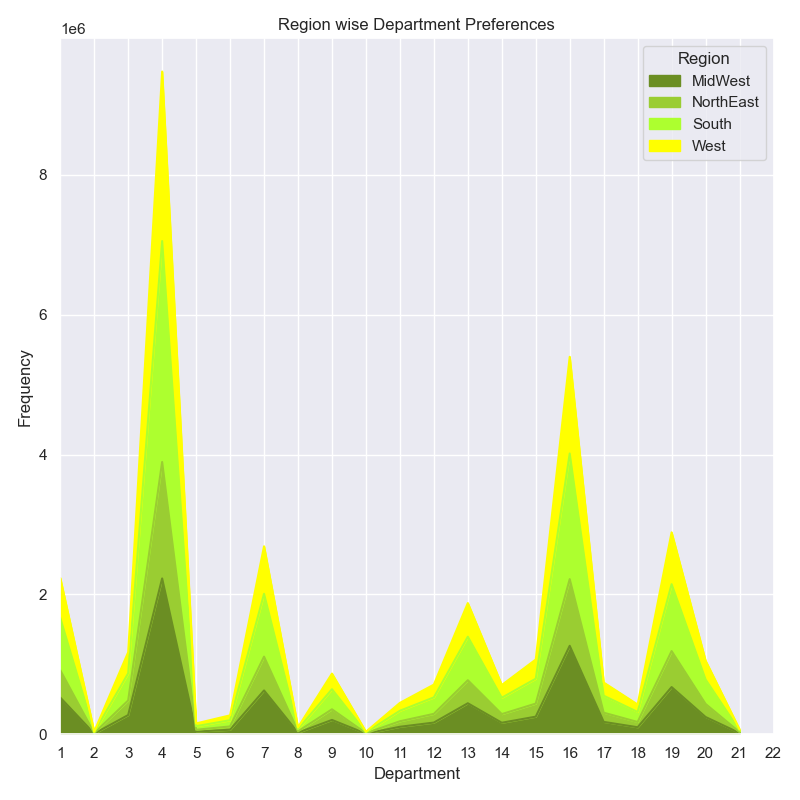 Region wise Department Preferences
1e6
Region
MidWest
NorthEast
South
West
8
6
4
2
0
Frequency
1 2 3 4 5 6 7 8 9 10 11 12 13 14 15 16 17 18 19 20 21 22
Department